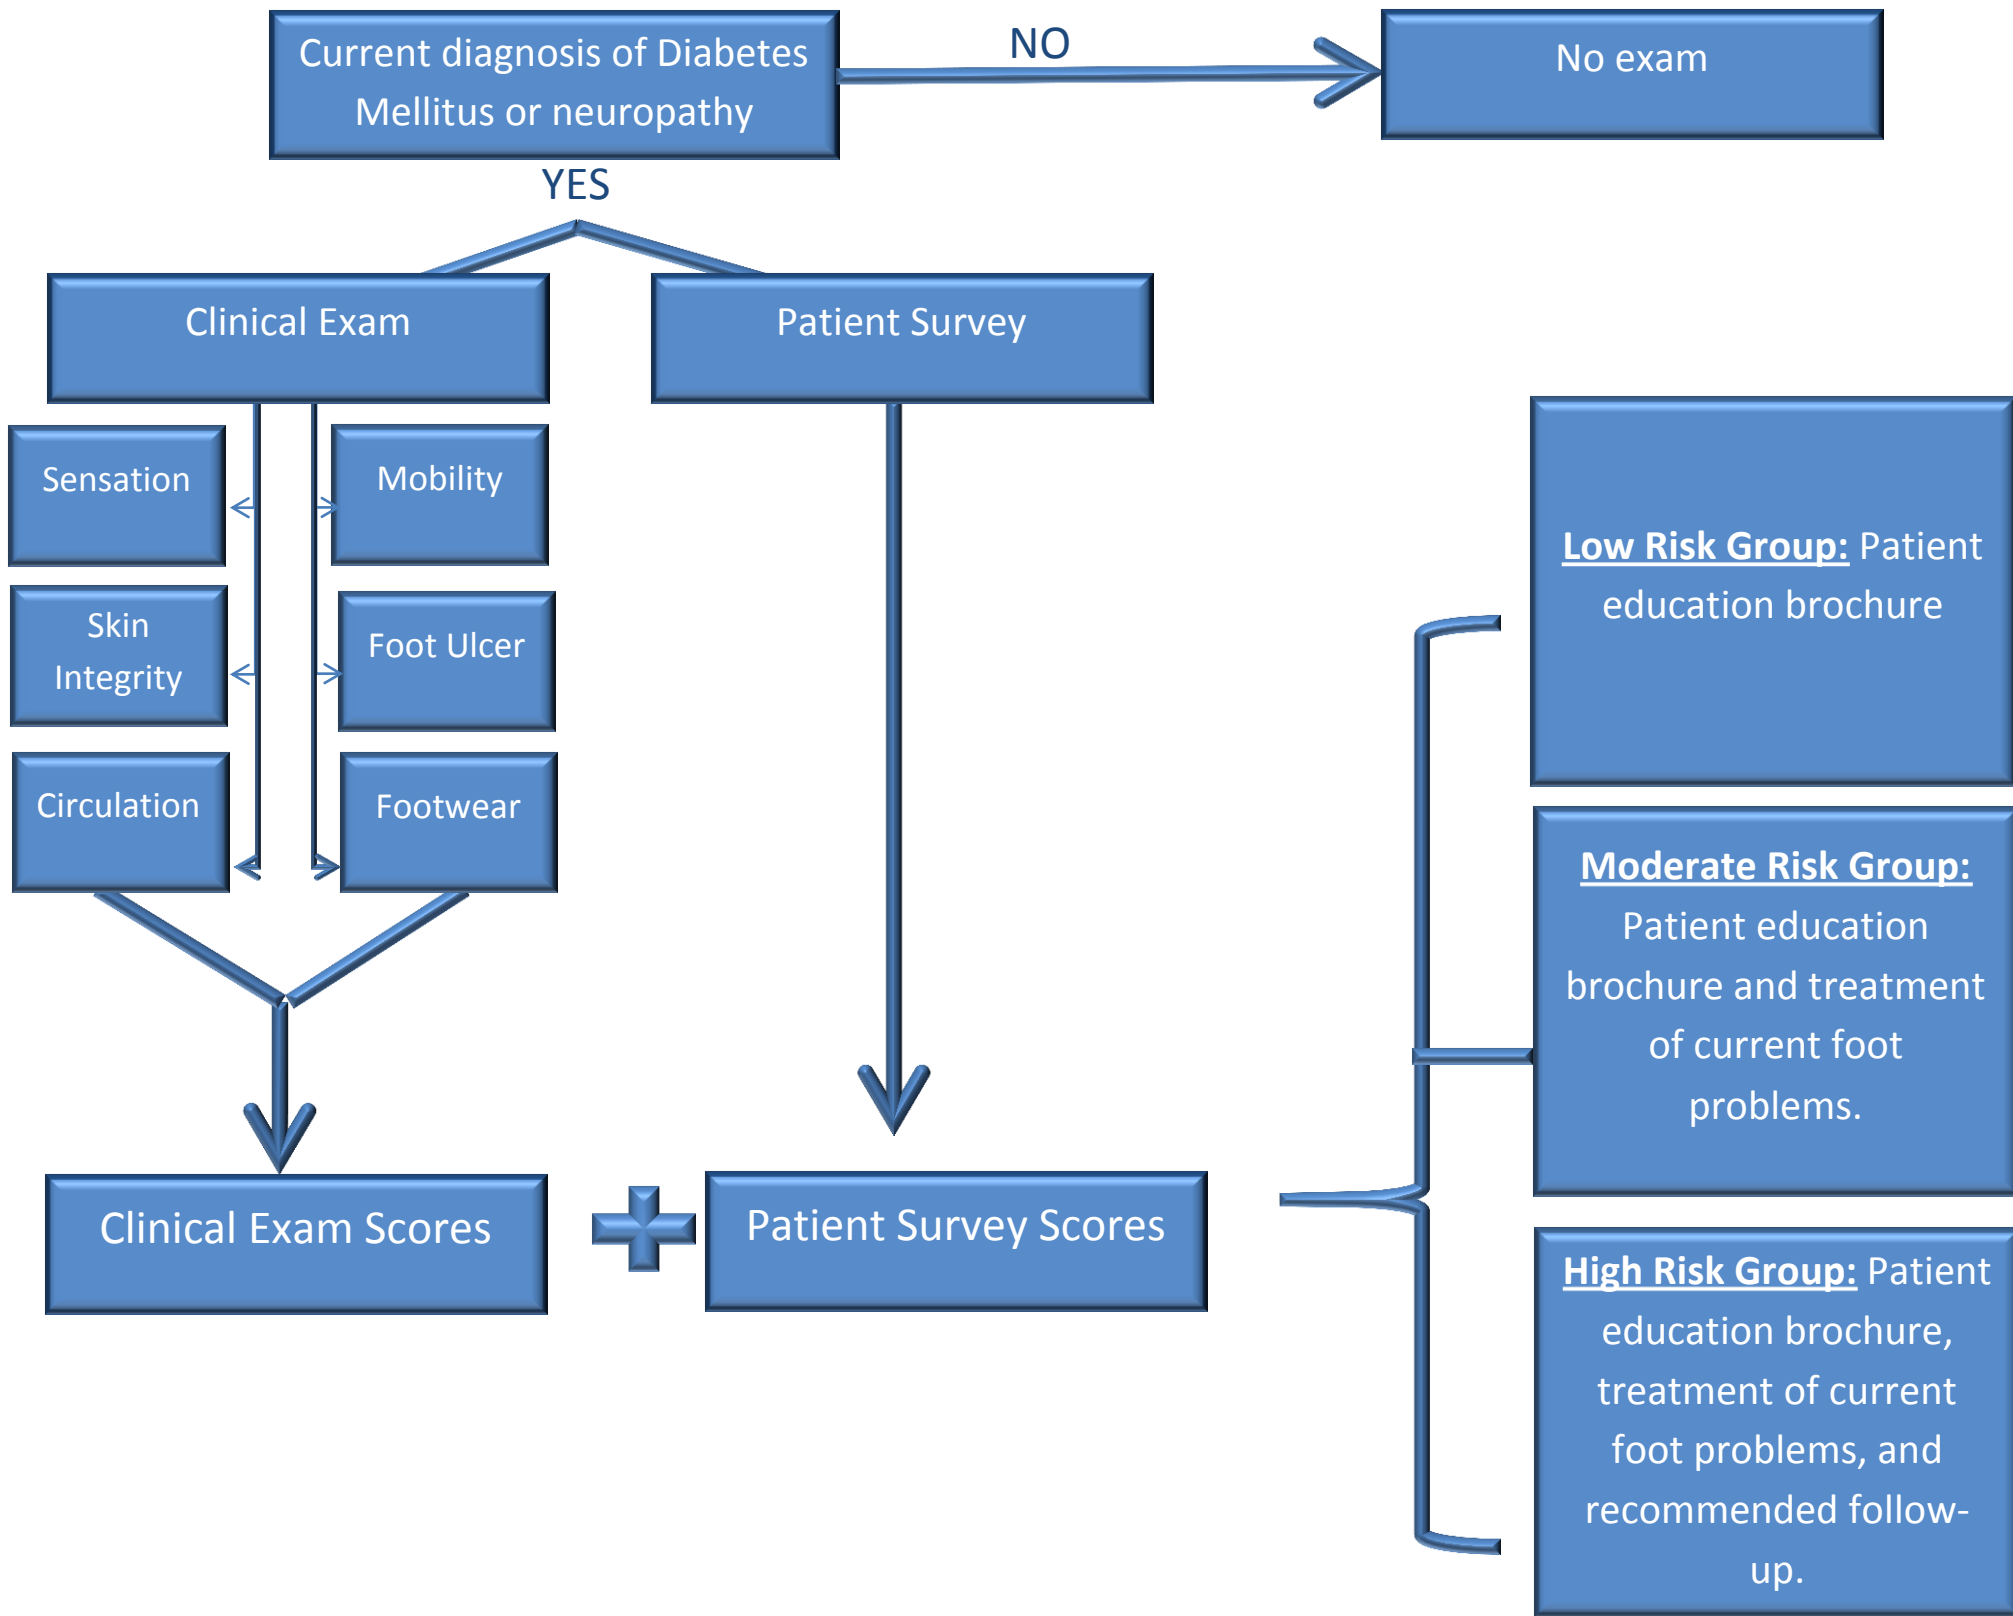 Current diagnosis of Diabetes
Mellitus or neuropathy
NO
No exam
YES
Clinical Exam
Patient Survey
Sensation
Mobility
Skin
Integrity
Foot Ulcer
Circulation
Footwear
Clinical Exam Scores
Patient Survey Scores
Low Risk Group: Patient
education brochure
Moderate Risk Group:
Patient education
brochure and treatment
of current foot
problems.
High Risk Group: Patient
education brochure,
treatment of current
foot problems, and
recommended follow-
up.